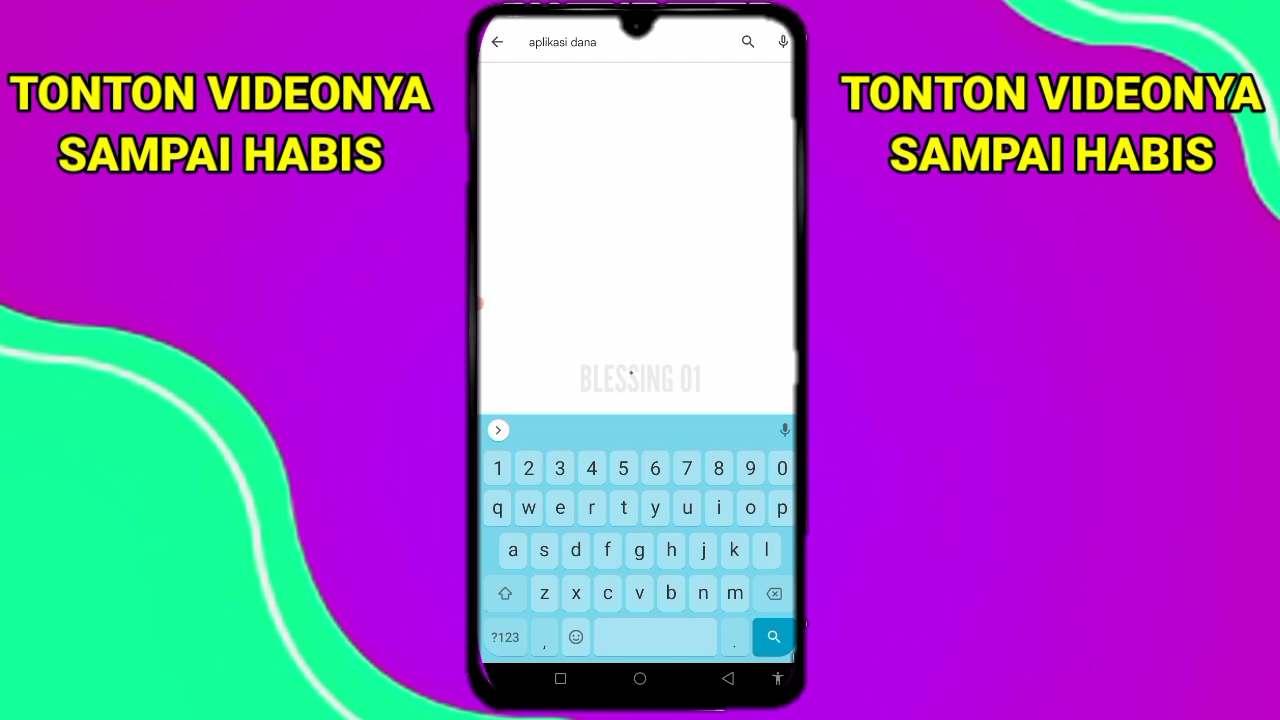 TONTON VIDEONYA
SAMPAI HABIS
aplikasi dana
BLESSING 01
1 2 3 4 5 6 7 8 9 0
q w e r t y u i o p
a s d f g h j k l
z x c v b n m
?123 , .
TONTON VIDEONYA
SAMPAI HABIS